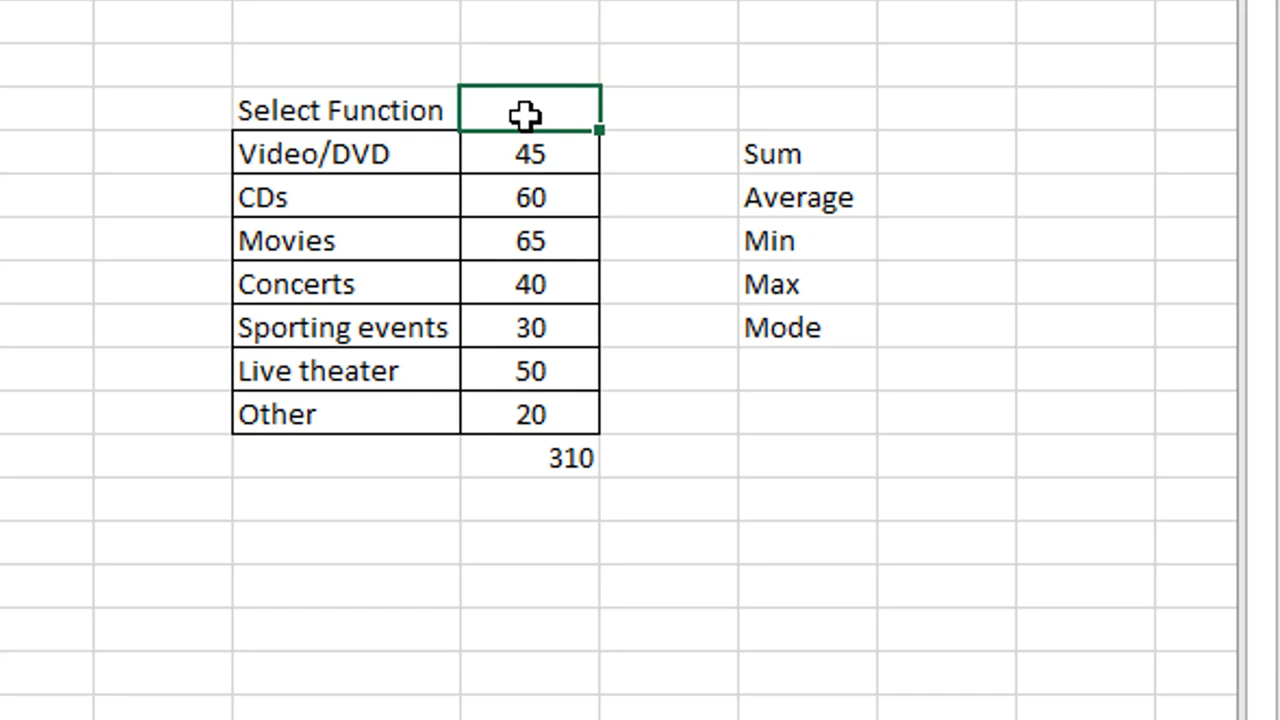 Select Function
Video/DVD 45 Sum
CDs 60 Average
Movies 65 Min
Concerts 40 Max
Sporting events 30 Mode
Live theater 50
Other 20
310